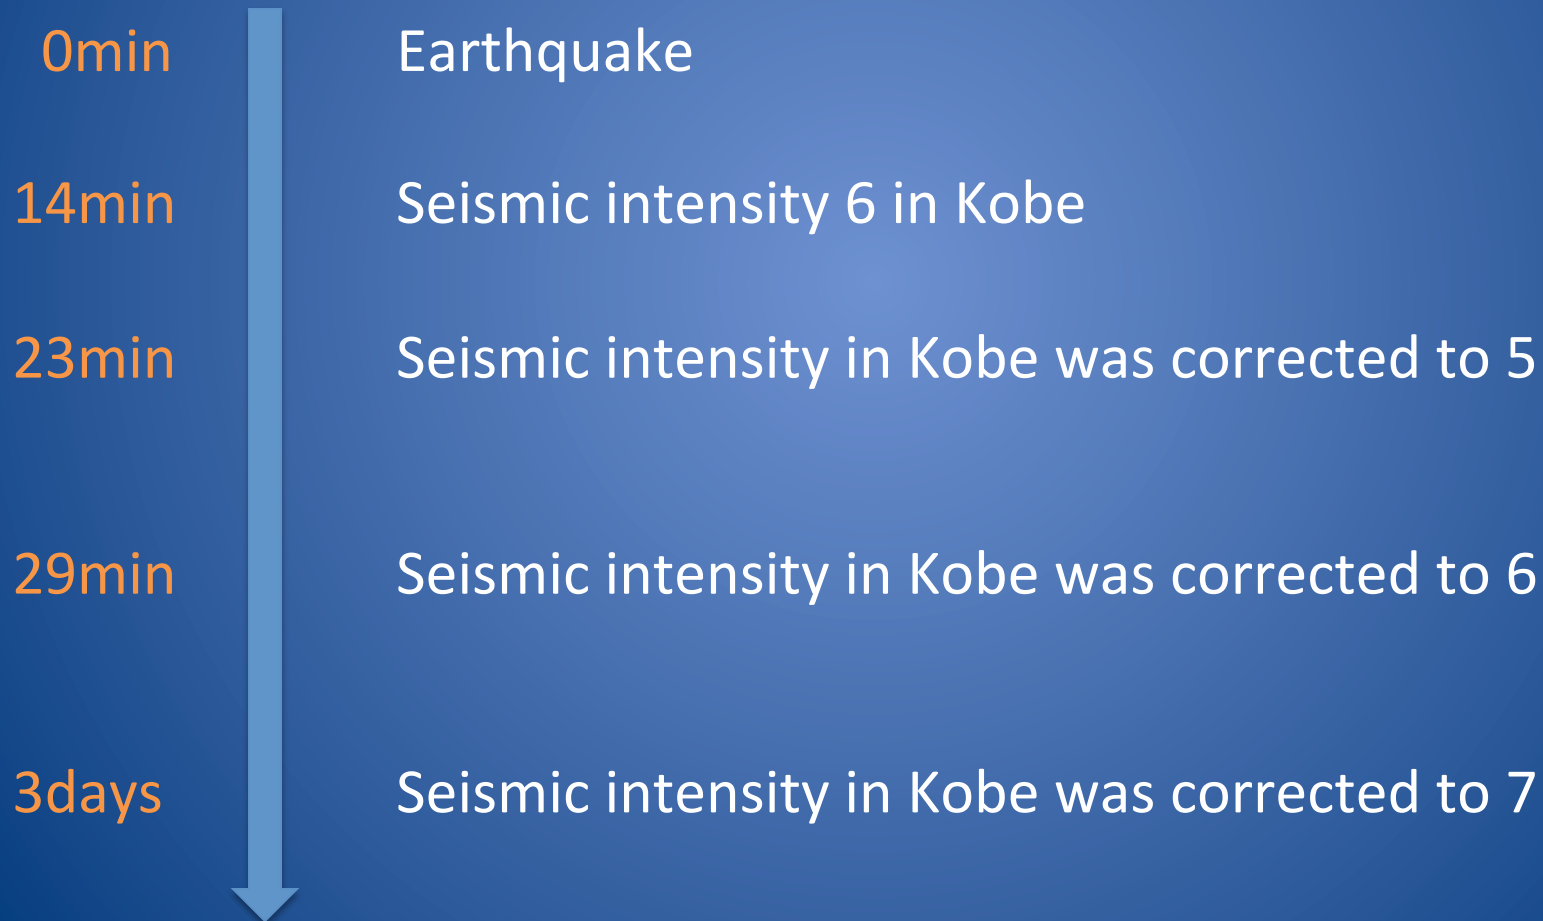 0min Earthquake
14min Seismic intensity 6 in Kobe
23min Seismic intensity in Kobe was corrected to 5
29min Seismic intensity in Kobe was corrected to 6
3days Seismic intensity in Kobe was corrected to 7